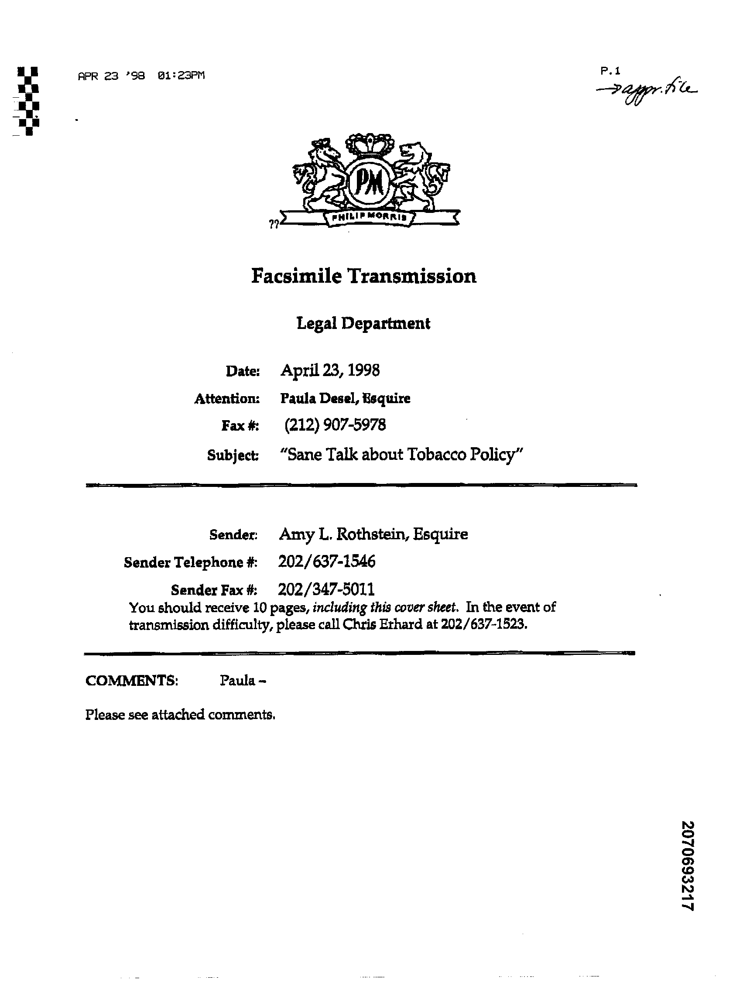 APR 23 '98 01:23PM
P.1
→appr. file
PM
PHILIP MORRIS
??
Facsimile Transmission
Legal Department
Date: April 23, 1998
Attention: Paula Desel, Esquire
Fax #: (212) 907-5978
Subject: "Sane Talk about Tobacco Policy"
Sender: Amy L. Rothstein, Esquire
Sender Telephone #: 202/637-1546
Sender Fax #: 202/347-5011
You should receive 10 pages, including this cover sheet. In the event of
transmission difficulty, please call Chris Erhard at 202/637-1523.
COMMENTS: Paula –
Please see attached comments.
2070693217